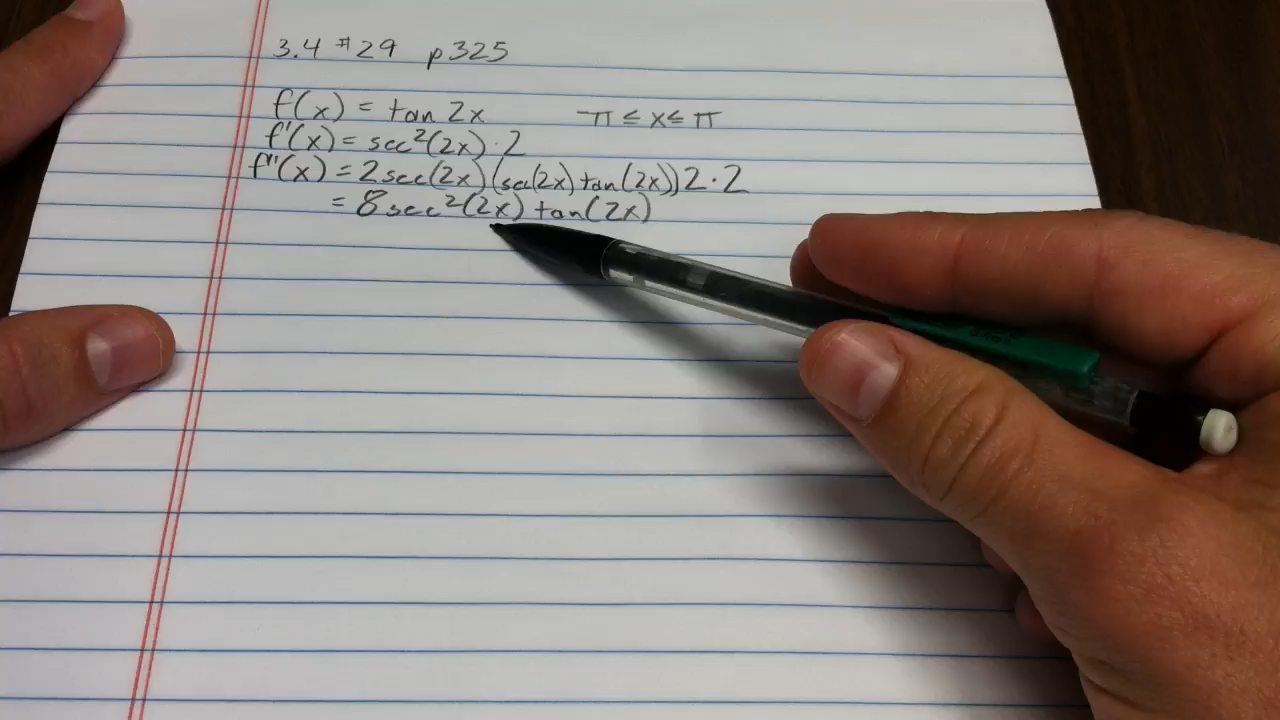 3.4 #29 p325
f(x) = tan 2x -π ≤ x ≤ π
f'(x) = sec²(2x)·2
f''(x) = 2sec(2x)(sec(2x)tan(2x))2·2
= 8sec²(2x)tan(2x)